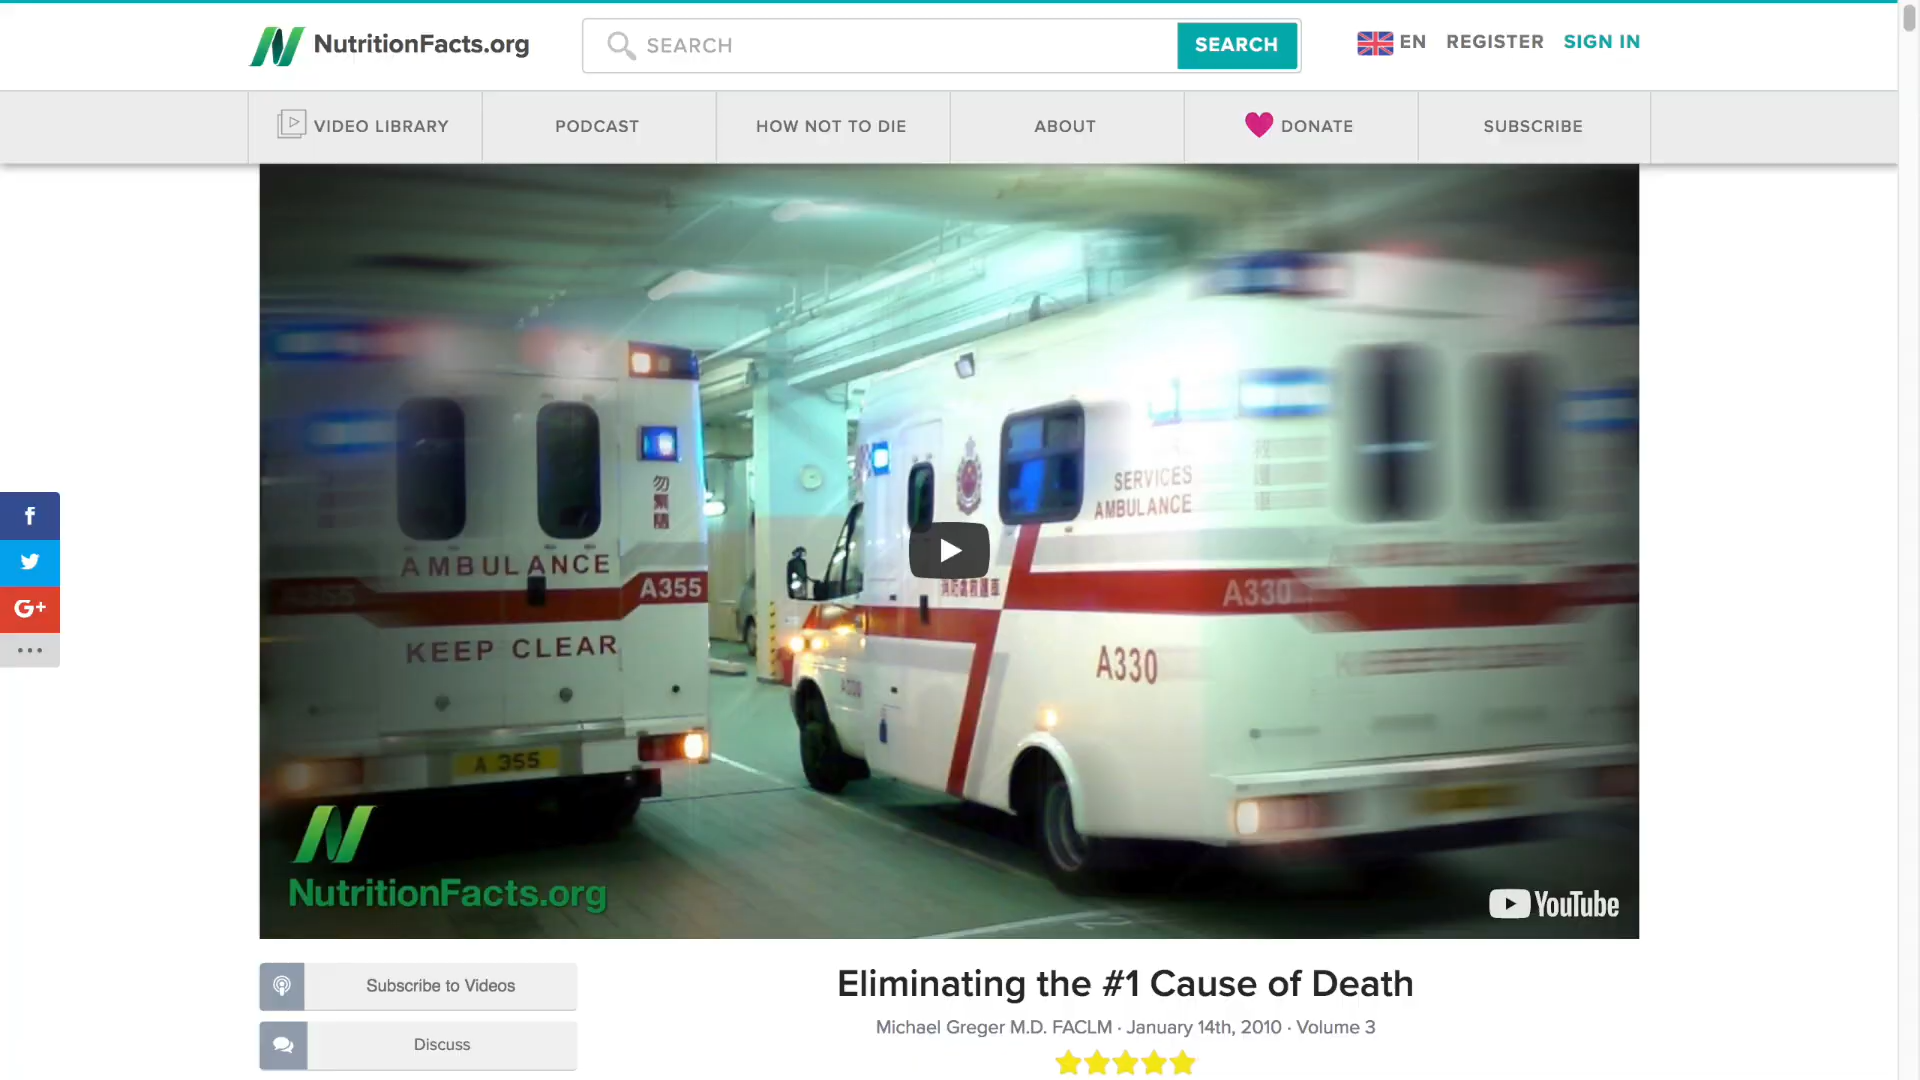 NutritionFacts.org
SEARCH
SEARCH
EN
REGISTER
SIGN IN
VIDEO LIBRARY
PODCAST
HOW NOT TO DIE
ABOUT
DONATE
SUBSCRIBE
SERVICES
AMBULANCE
AMBULANCE
A355
A330
KEEP CLEAR
A330
A 355
NutritionFacts.org
YouTube
f
G+
Subscribe to Videos
Discuss
Eliminating the #1 Cause of Death
Michael Greger M.D. FACLM · January 14th, 2010 · Volume 3